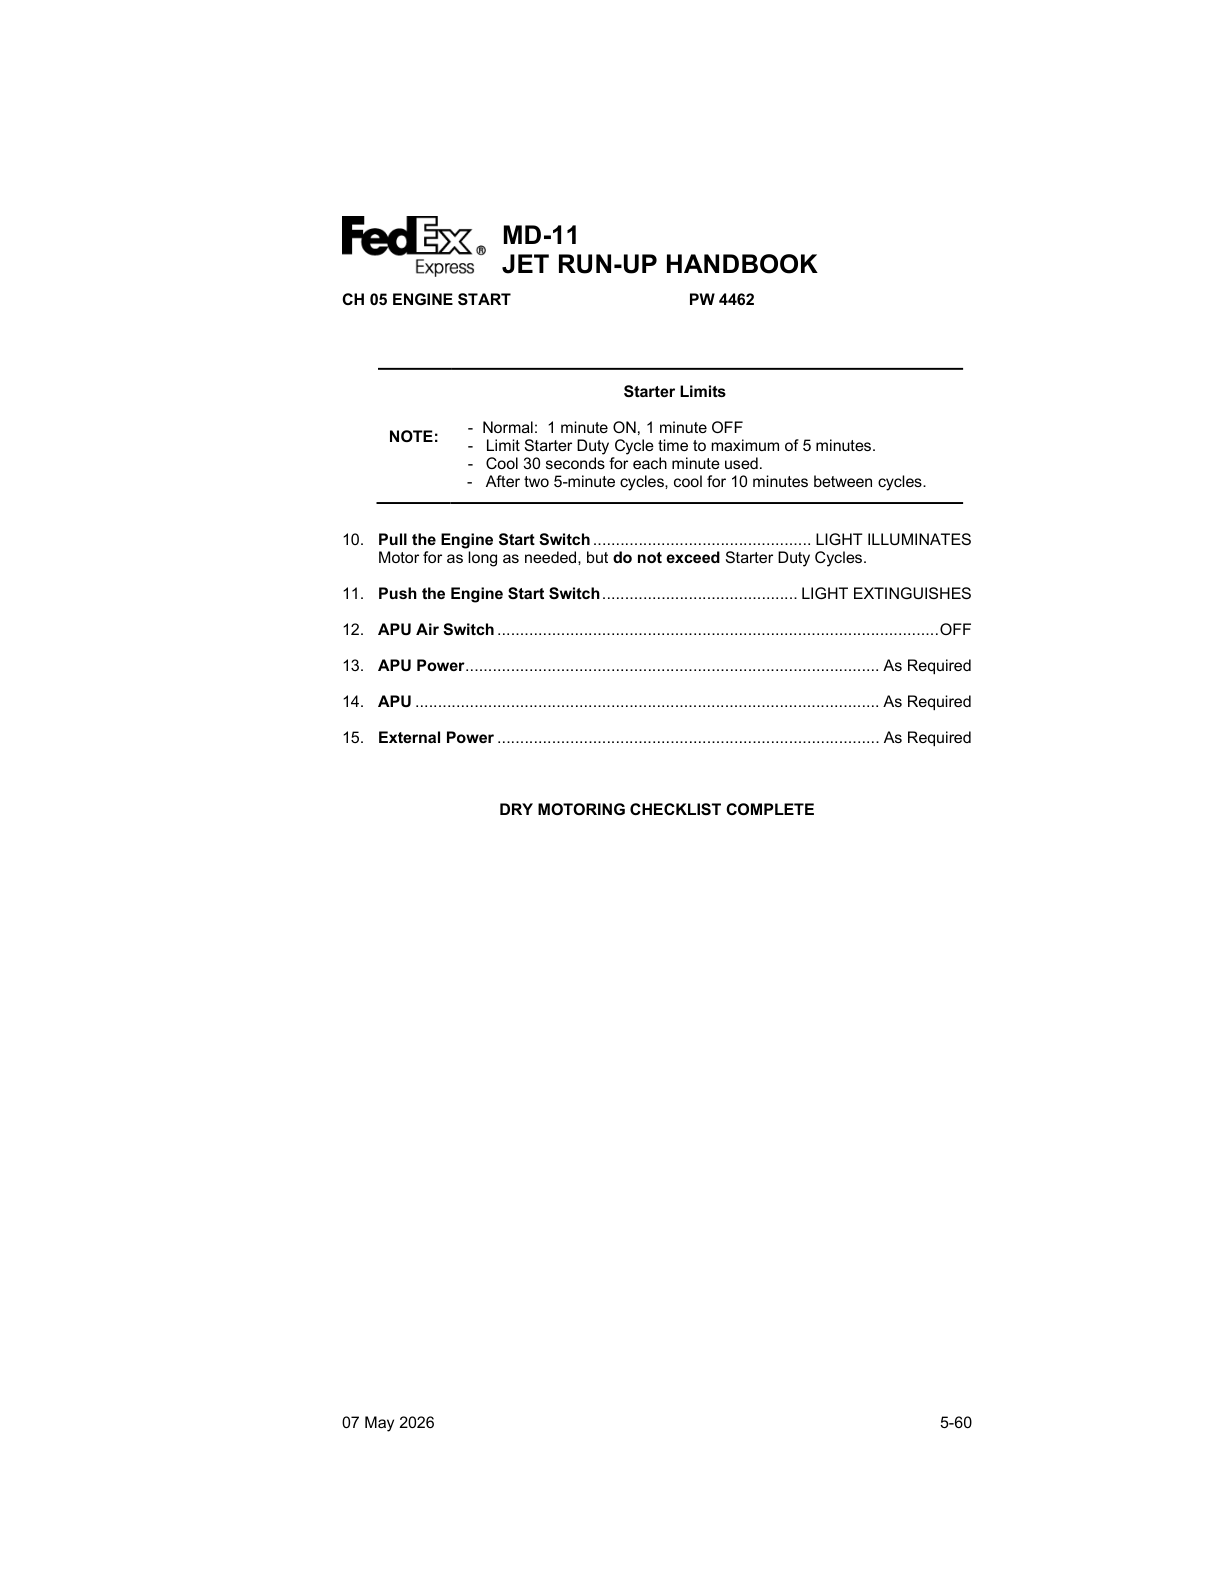 FedEx® Express
MD-11
JET RUN-UP HANDBOOK
CH 05 ENGINE START PW 4462
Starter Limits
NOTE:
- Normal: 1 minute ON, 1 minute OFF
- Limit Starter Duty Cycle time to maximum of 5 minutes.
- Cool 30 seconds for each minute used.
- After two 5-minute cycles, cool for 10 minutes between cycles.
10. Pull the Engine Start Switch ................................................ LIGHT ILLUMINATES
Motor for as long as needed, but do not exceed Starter Duty Cycles.
11. Push the Engine Start Switch ........................................... LIGHT EXTINGUISHES
12. APU Air Switch .................................................................................................OFF
13. APU Power........................................................................................... As Required
14. APU ...................................................................................................... As Required
15. External Power .................................................................................... As Required
DRY MOTORING CHECKLIST COMPLETE
07 May 2026 5-60